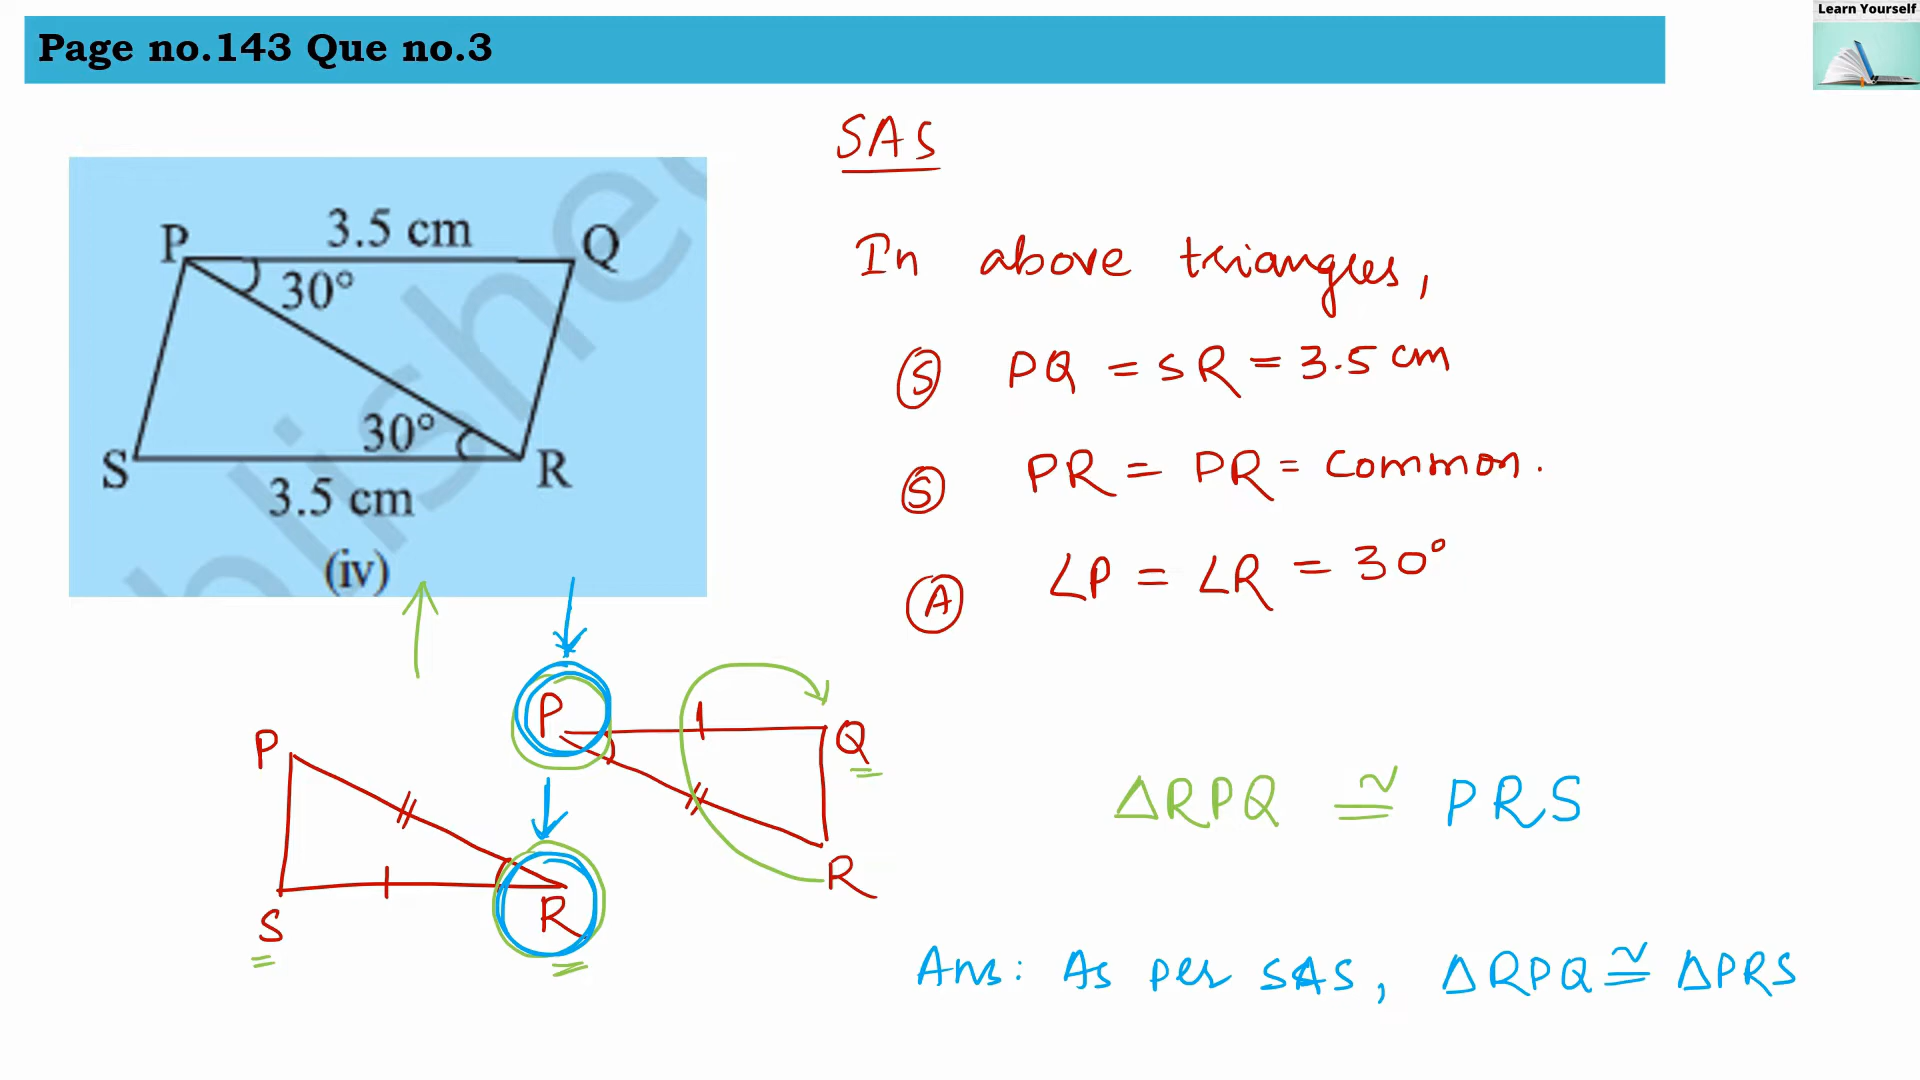 Learn Yourself
Page no.143 Que no.3
SAS
P 3.5 cm Q
30°
30°
S R
3.5 cm
(iv)
In above triangles,
S PQ = SR = 3.5 cm
S PR = PR = Common.
A ∠P = ∠R = 30°
P
P
Q
S
R
R
ΔRPQ ≅ PRS
Ans: As per SAS, ΔRPQ ≅ ΔPRS